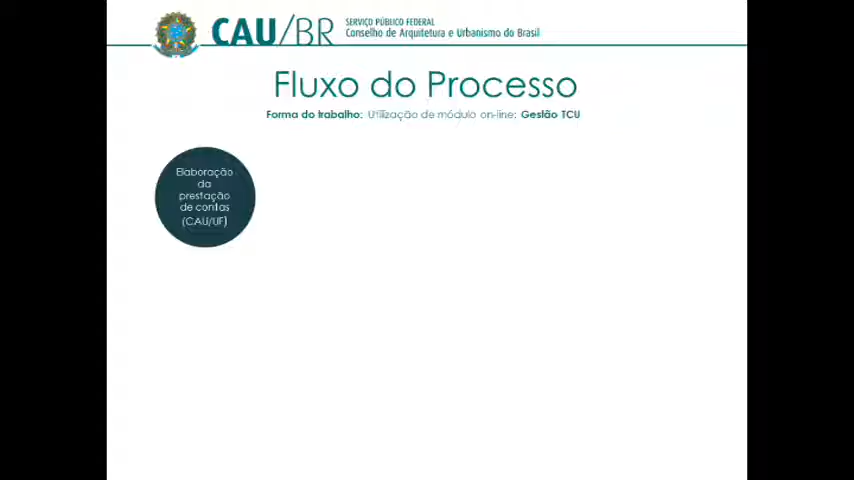 CAU/BR
SERVIÇO PÚBLICO FEDERAL
Conselho de Arquitetura e Urbanismo do Brasil
Fluxo do Processo
Forma do trabalho: Utilização de módulo on-line: Gestão TCU
Elaboração
da
prestação
de contas
(CAU/UF)